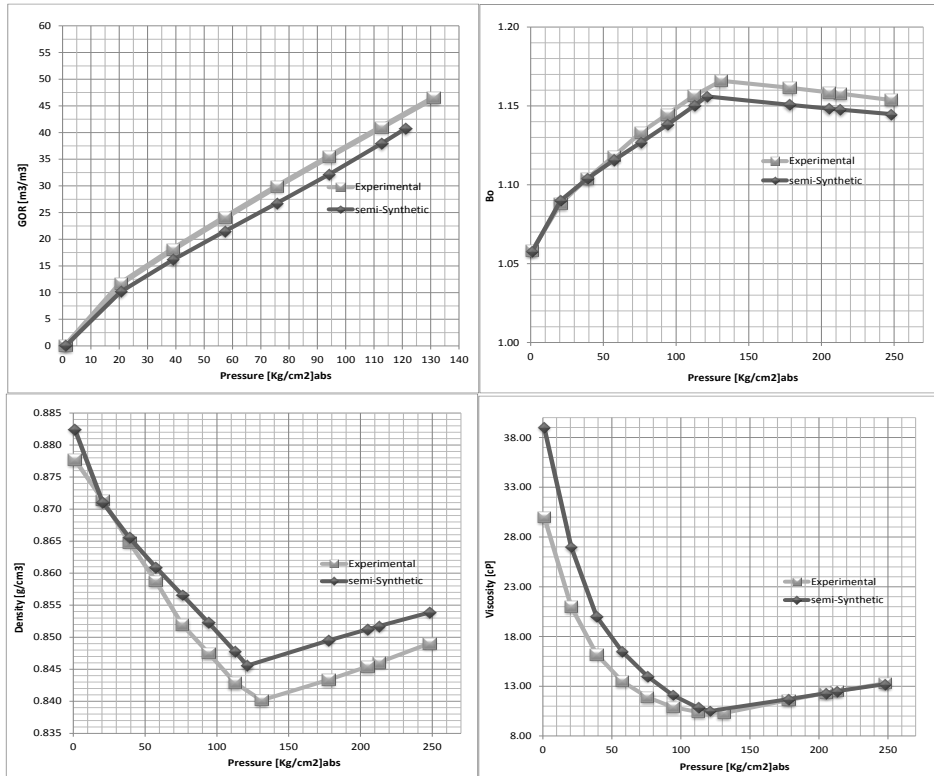 60
55
50
45
40
35
30
25
20
15
10
5
0
GOR [m3/m3]
Experimental
semi-Synthetic
0 10 20 30 40 50 60 70 80 90 100 110 120 130 140
Pressure [Kg/cm2]abs
1.20
1.15
1.10
1.05
1.00
Bo
Experimental
semi-Synthetic
0 50 100 150 200 250
Pressure [Kg/cm2]abs
0.885
0.880
0.875
0.870
0.865
0.860
0.855
0.850
0.845
0.840
0.835
Density [g/cm3]
Experimental
semi-Synthetic
0 50 100 150 200 250
Pressure [Kg/cm2]abs
38.00
33.00
28.00
23.00
18.00
13.00
8.00
Viscosity [cP]
Experimental
semi-Synthetic
0 50 100 150 200 250
Pressure [Kg/cm2]abs